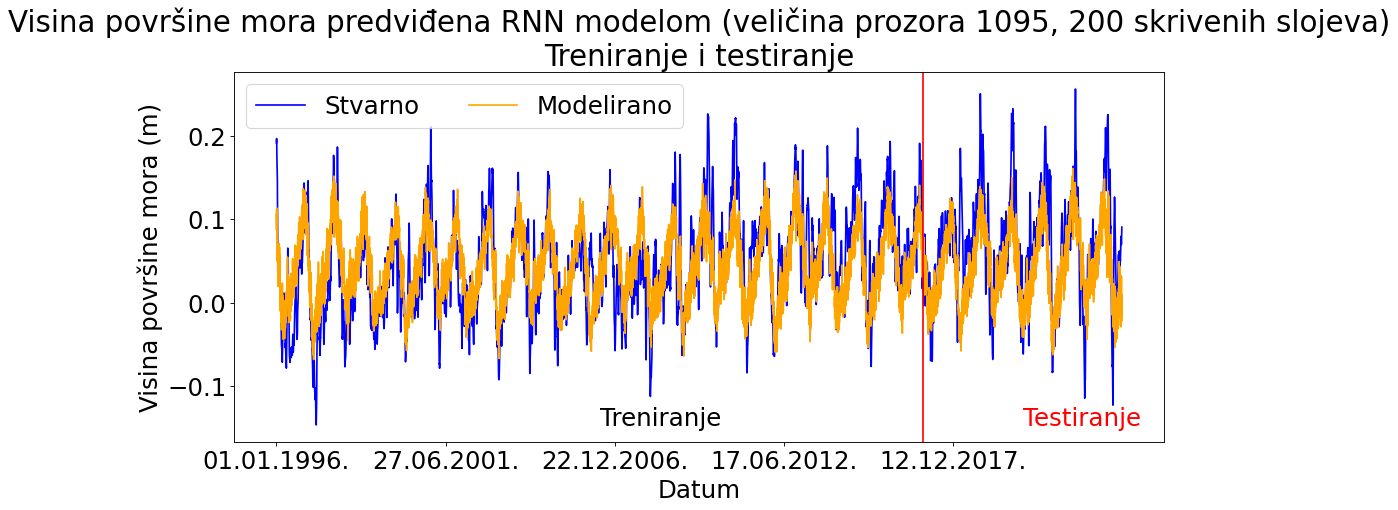 Visina površine mora predviđena RNN modelom (veličina prozora 1095, 200 skrivenih slojeva)
Treniranje i testiranje
Stvarno
Modelirano
Visina površine mora (m)
0.2
0.1
0.0
−0.1
Treniranje
Testiranje
01.01.1996.
27.06.2001.
22.12.2006.
17.06.2012.
12.12.2017.
Datum